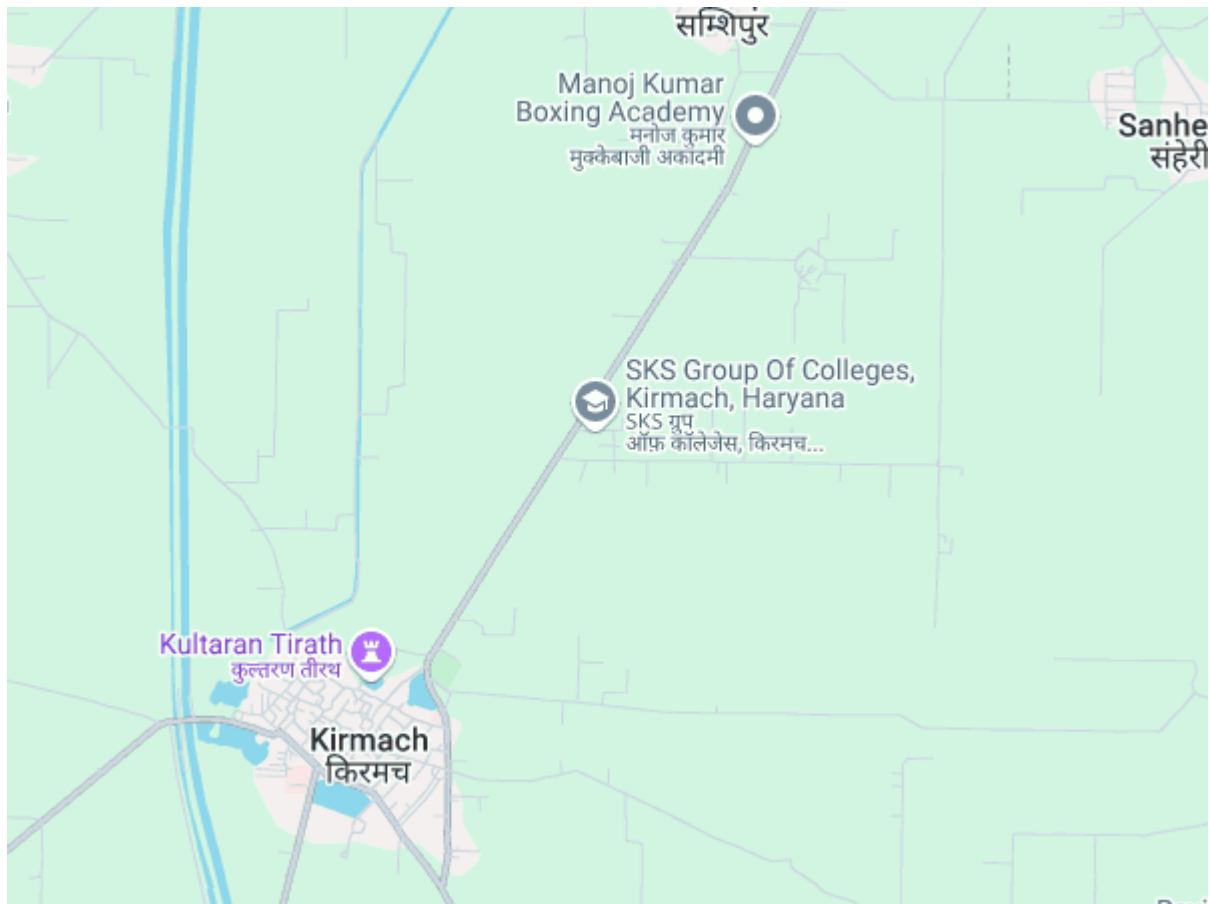 सम्शिपुर
Manoj Kumar
Boxing Academy
मनोज कुमार
मुक्केबाजी अकादमी
Sanhe
संहेरी
SKS Group Of Colleges,
Kirmach, Haryana
SKS ग्रुप
ऑफ़ कॉलेजेस, किरमच...
Kultaran Tirath
कुल्तरण तीरथ
Kirmach
किरमच